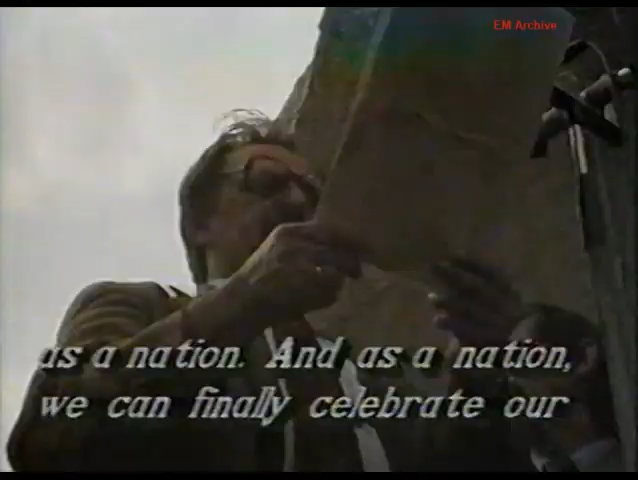 EM Archive
as a nation. And as a nation,
we can finally celebrate our